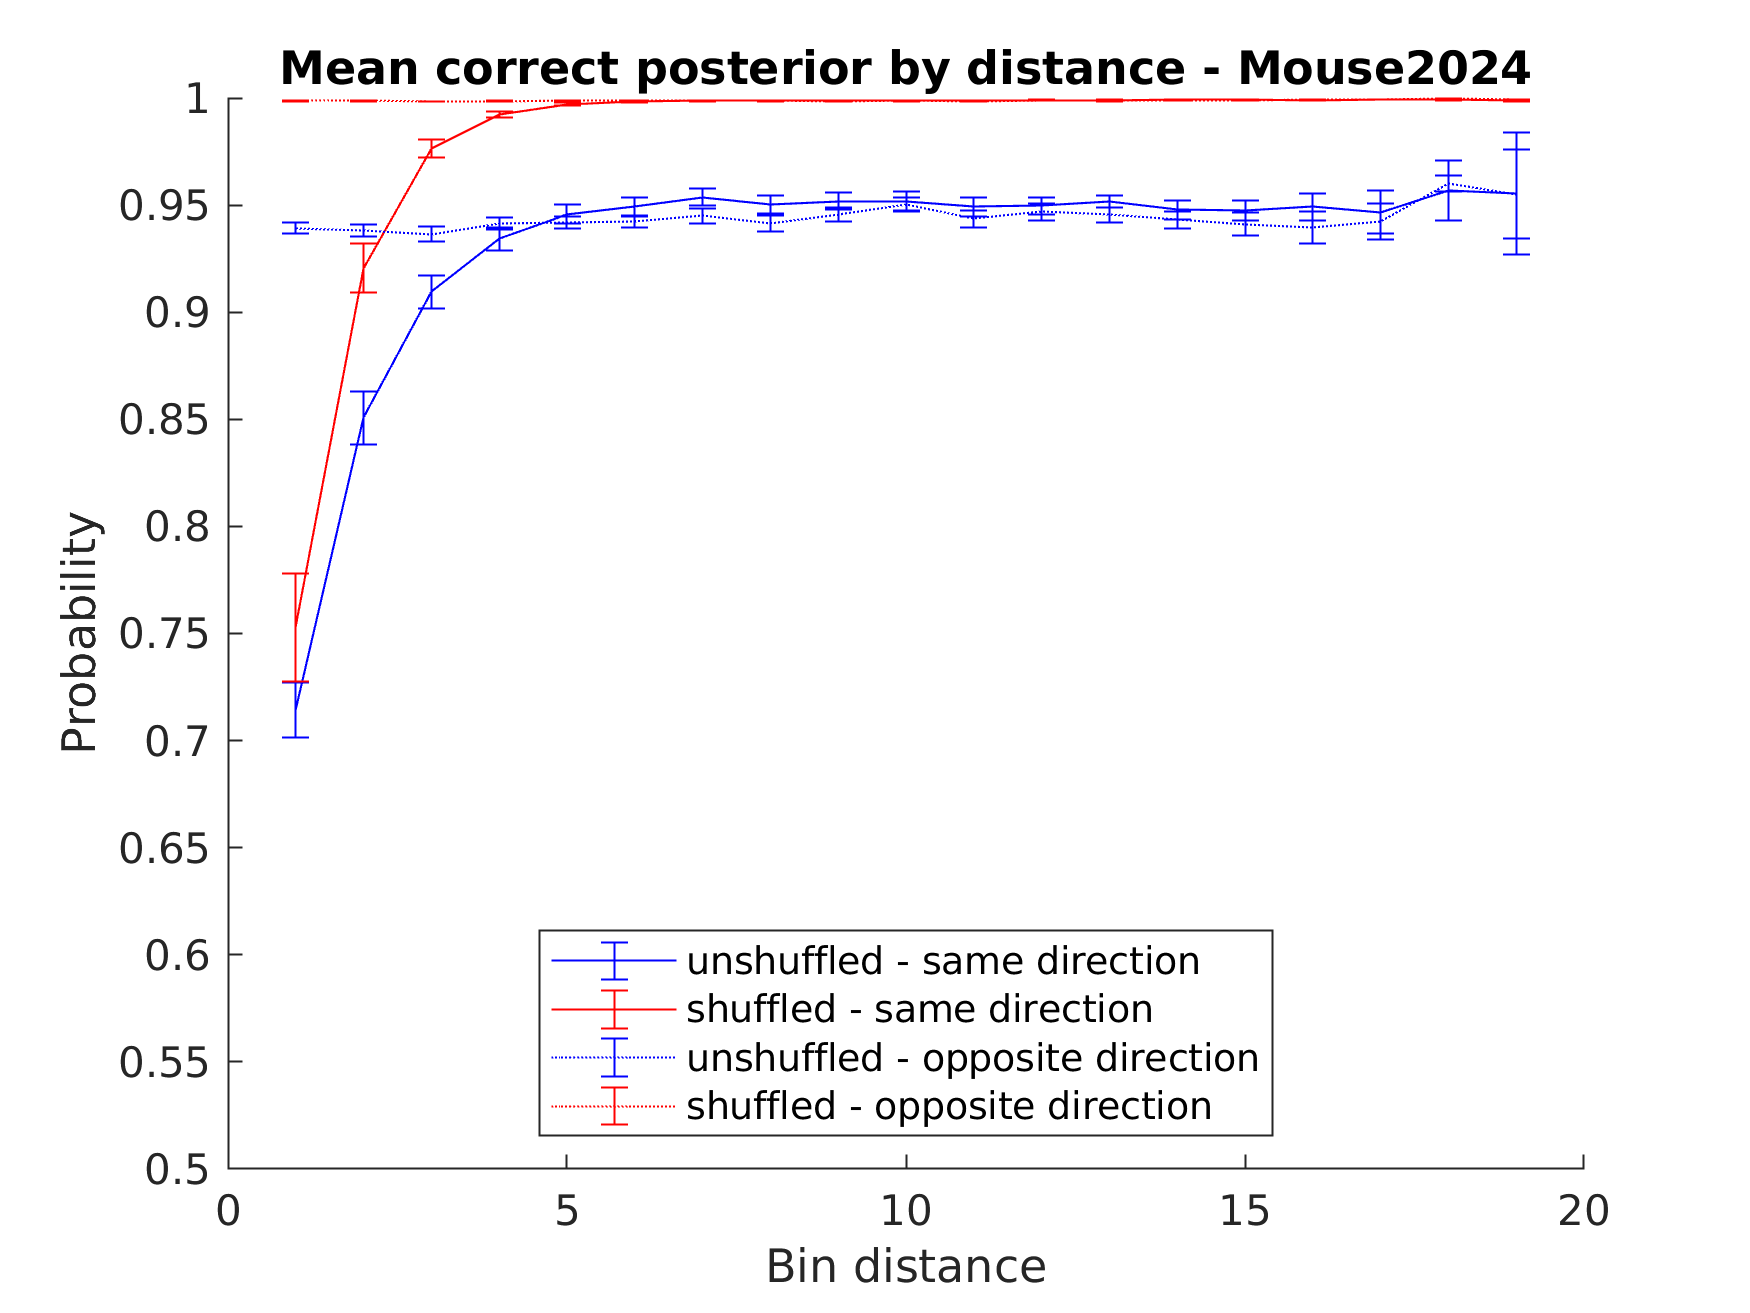 Mean correct posterior by distance - Mouse2024
1
0.95
0.9
0.85
0.8
0.75
0.7
0.65
0.6
0.55
0.5
Probability
unshuffled - same direction
shuffled - same direction
unshuffled - opposite direction
shuffled - opposite direction
0 5 10 15 20
Bin distance